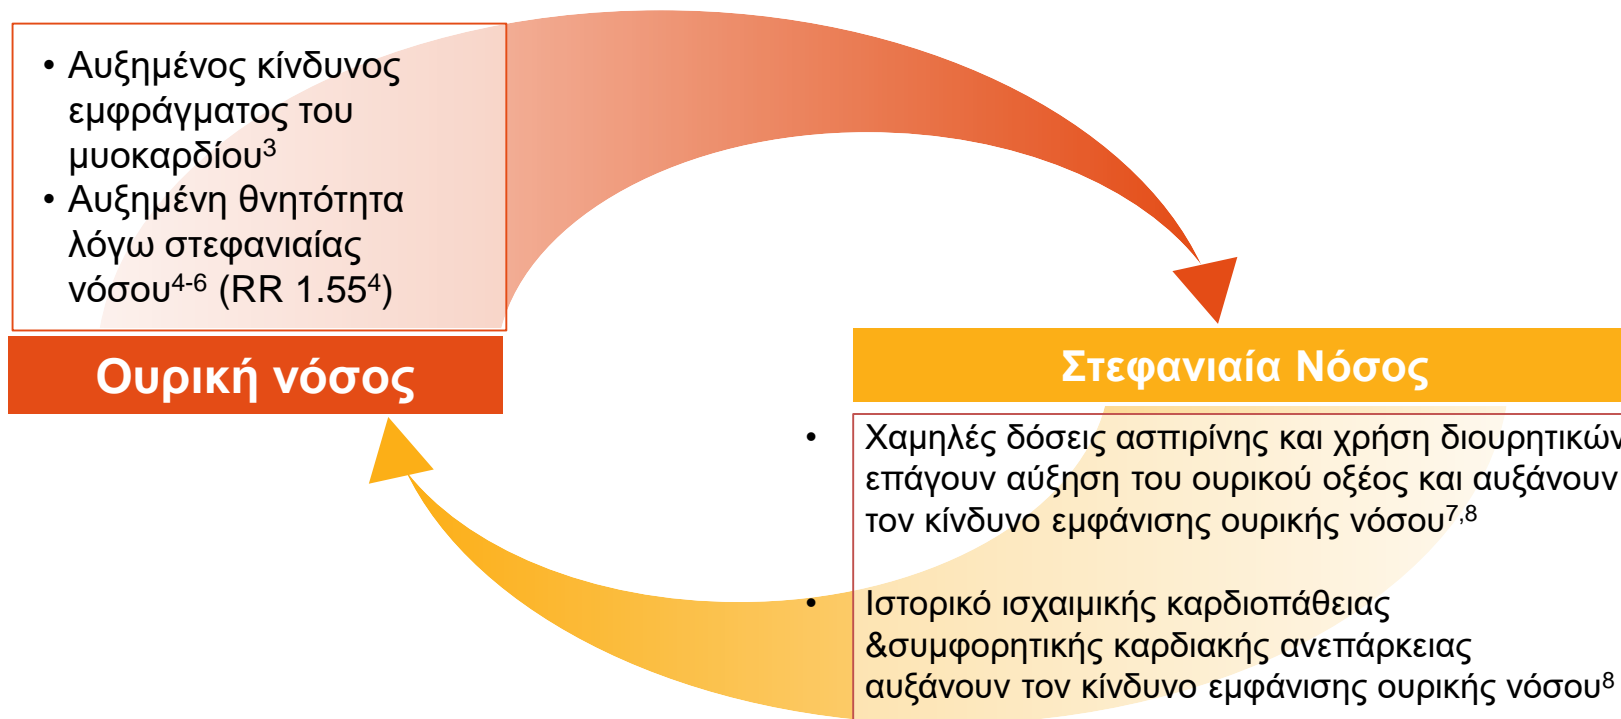 • Αυξημένος κίνδυνος
εμφράγματος του
μυοκαρδίου³
• Αυξημένη θνητότητα
λόγω στεφανιαίας
νόσου⁴⁻⁶ (RR 1.55⁴)
Ουρική νόσος
Στεφανιαία Νόσος
• Χαμηλές δόσεις ασπιρίνης και χρήση διουρητικών
επάγουν αύξηση του ουρικού οξέος και αυξάνουν
τον κίνδυνο εμφάνισης ουρικής νόσου⁷,⁸
• Ιστορικό ισχαιμικής καρδιοπάθειας
&συμφορητικής καρδιακής ανεπάρκειας
αυξάνουν τον κίνδυνο εμφάνισης ουρικής νόσου⁸